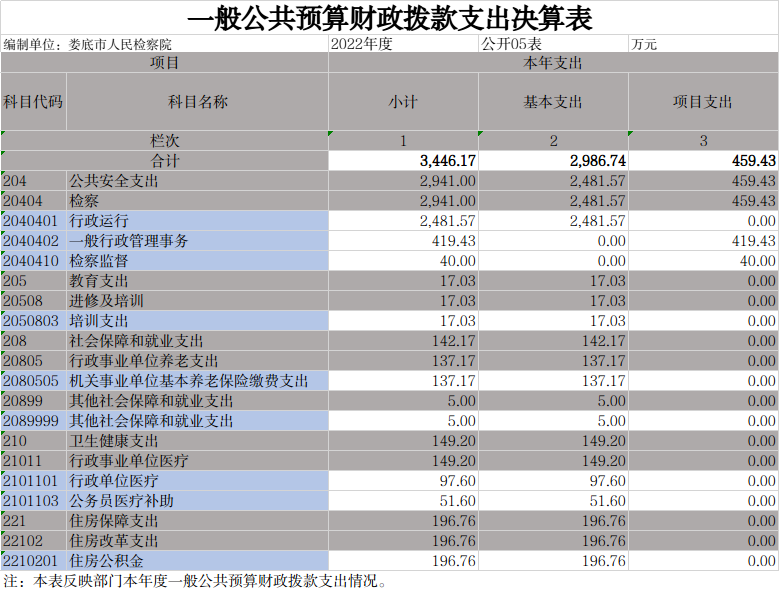 一般公共预算财政拨款支出决算表
编制单位：娄底市人民检察院 2022年度 公开05表 万元
项目 本年支出
科目代码 科目名称 小计 基本支出 项目支出
栏次 1 2 3
合计 3,446.17 2,986.74 459.43
204 公共安全支出 2,941.00 2,481.57 459.43
20404 检察 2,941.00 2,481.57 459.43
2040401 行政运行 2,481.57 2,481.57 0.00
2040402 一般行政管理事务 419.43 0.00 419.43
2040410 检察监督 40.00 0.00 40.00
205 教育支出 17.03 17.03 0.00
20508 进修及培训 17.03 17.03 0.00
2050803 培训支出 17.03 17.03 0.00
208 社会保障和就业支出 142.17 142.17 0.00
20805 行政事业单位养老支出 137.17 137.17 0.00
2080505 机关事业单位基本养老保险缴费支出 137.17 137.17 0.00
20899 其他社会保障和就业支出 5.00 5.00 0.00
2089999 其他社会保障和就业支出 5.00 5.00 0.00
210 卫生健康支出 149.20 149.20 0.00
21011 行政事业单位医疗 149.20 149.20 0.00
2101101 行政单位医疗 97.60 97.60 0.00
2101103 公务员医疗补助 51.60 51.60 0.00
221 住房保障支出 196.76 196.76 0.00
22102 住房改革支出 196.76 196.76 0.00
2210201 住房公积金 196.76 196.76 0.00
注：本表反映部门本年度一般公共预算财政拨款支出情况。